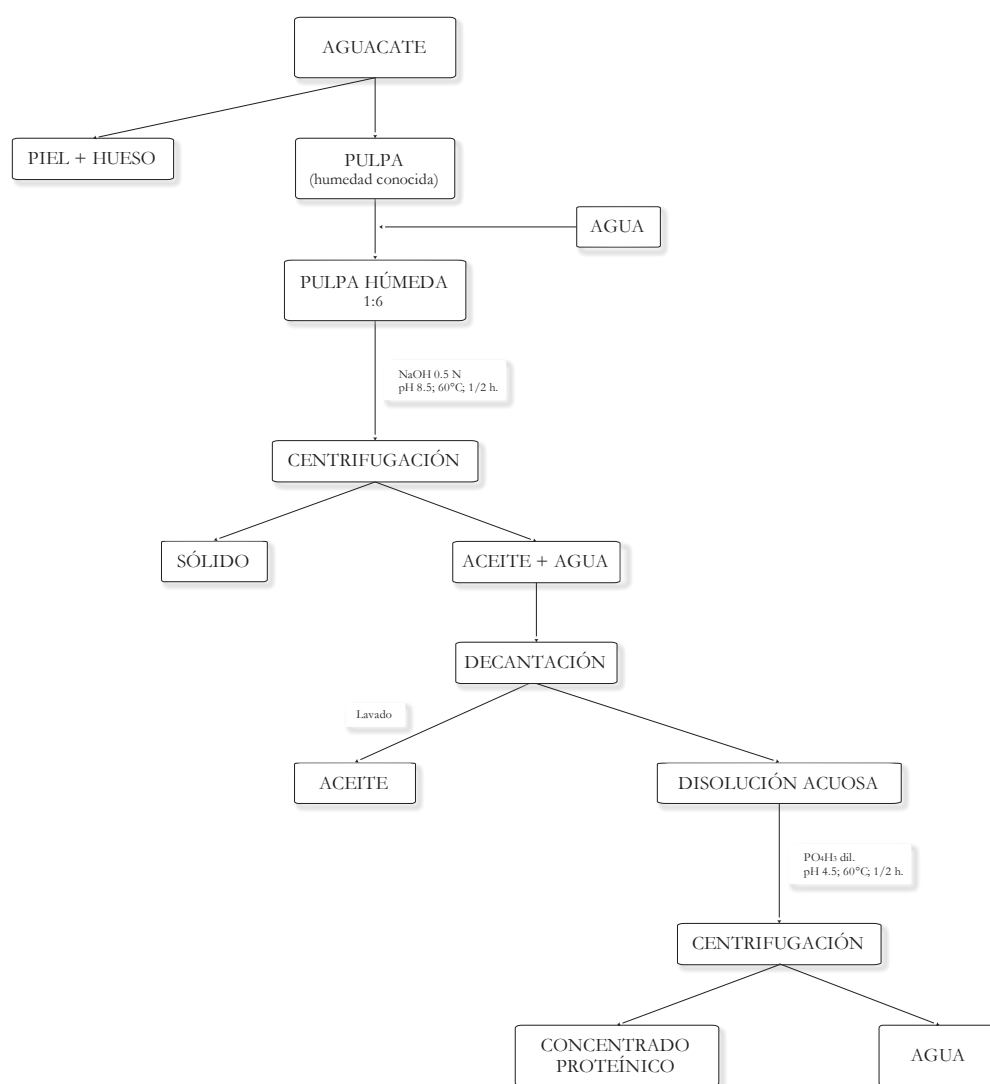 AGUACATE
PIEL + HUESO
PULPA
(humedad conocida)
AGUA
PULPA HÚMEDA
1:6
NaOH 0.5 N
pH 8.5; 60°C; 1/2 h.
CENTRIFUGACIÓN
SÓLIDO
ACEITE + AGUA
DECANTACIÓN
Lavado
ACEITE
DISOLUCIÓN ACUOSA
PO4H3 dil.
pH 4.5; 60°C; 1/2 h.
CENTRIFUGACIÓN
CONCENTRADO
PROTEÍNICO
AGUA